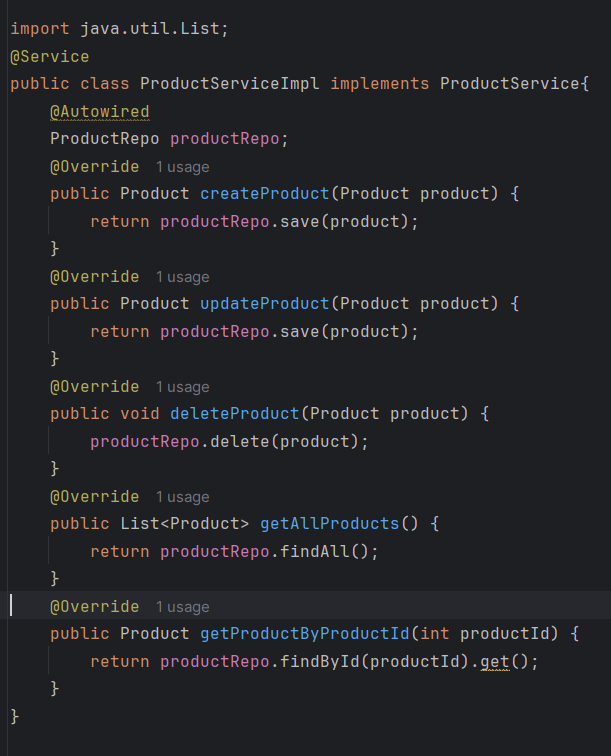 import java.util.List;
@Service
public class ProductServiceImpl implements ProductService{
    @Autowired
    ProductRepo productRepo;
    @Override 1 usage
    public Product createProduct(Product product) {
        return productRepo.save(product);
    }
    @Override 1 usage
    public Product updateProduct(Product product) {
        return productRepo.save(product);
    }
    @Override 1 usage
    public void deleteProduct(Product product) {
        productRepo.delete(product);
    }
    @Override 1 usage
    public List<Product> getAllProducts() {
        return productRepo.findAll();
    }
    @Override 1 usage
    public Product getProductByProductId(int productId) {
        return productRepo.findById(productId).get();
    }
}